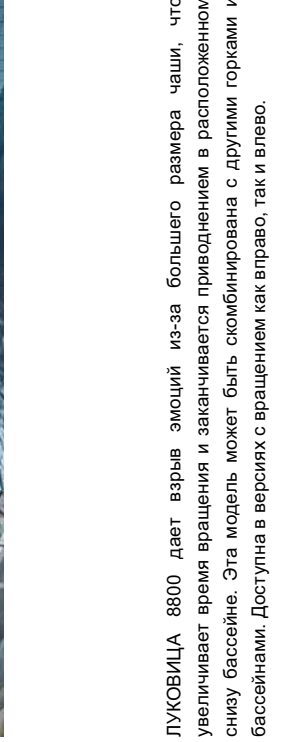 ЛУКОВИЦА 8800 дает взрыв эмоций из-за большего размера чаши, что
увеличивает время вращения и заканчивается приводнением в расположенном
снизу бассейне. Эта модель может быть скомбинирована с другими горками и
бассейнами. Доступна в версиях с вращением как вправо, так и влево.